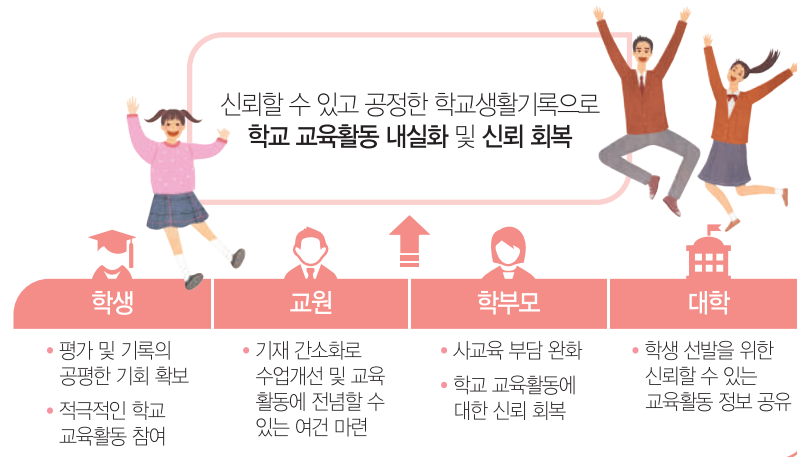 신뢰할 수 있고 공정한 학교생활기록으로
학교 교육활동 내실화 및 신뢰 회복
학생
• 평가 및 기록의
공평한 기회 확보
• 적극적인 학교
교육활동 참여
교원
• 기재 간소화로
수업개선 및 교육
활동에 전념할 수
있는 여건 마련
학부모
• 사교육 부담 완화
• 학교 교육활동에
대한 신뢰 회복
대학
• 학생 선발을 위한
신뢰할 수 있는
교육활동 정보 공유